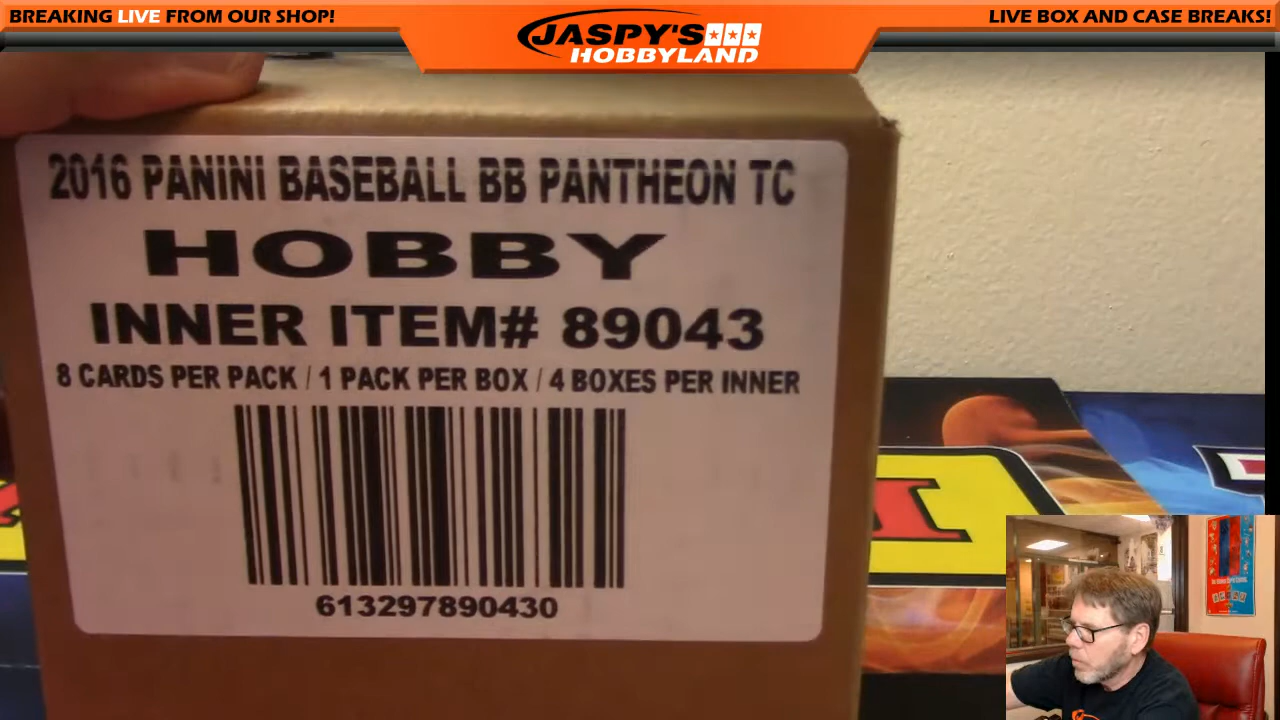 BREAKING LIVE FROM OUR SHOP!
JASPY'S
HOBBYLAND
LIVE BOX AND CASE BREAKS!
2016 PANINI BASEBALL BB PANTHEON TC
HOBBY
INNER ITEM# 89043
8 CARDS PER PACK / 1 PACK PER BOX / 4 BOXES PER INNER
613297890430